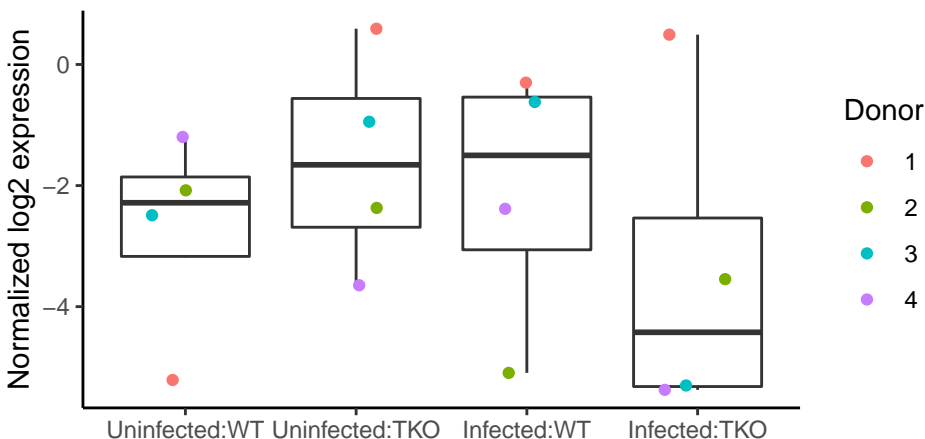 Normalized log2 expression
0
−2
−4
Uninfected:WT Uninfected:TKO Infected:WT Infected:TKO
Donor
1
2
3
4